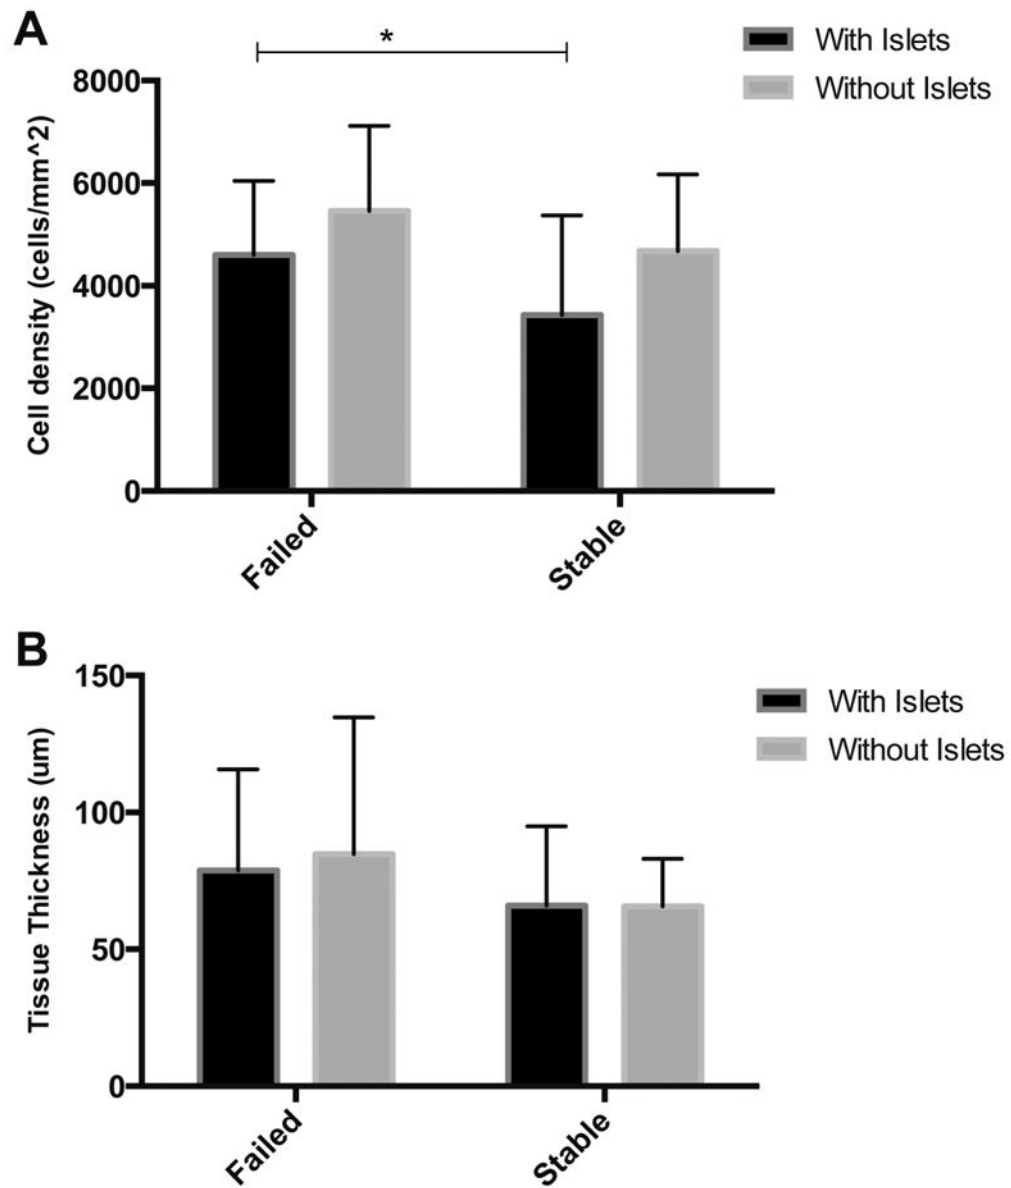 A
*
With Islets
Without Islets
8000
6000
4000
2000
0
Cell density (cells/mm^2)
Failed
Stable
B
With Islets
Without Islets
150
100
50
0
Tissue Thickness (um)
Failed
Stable